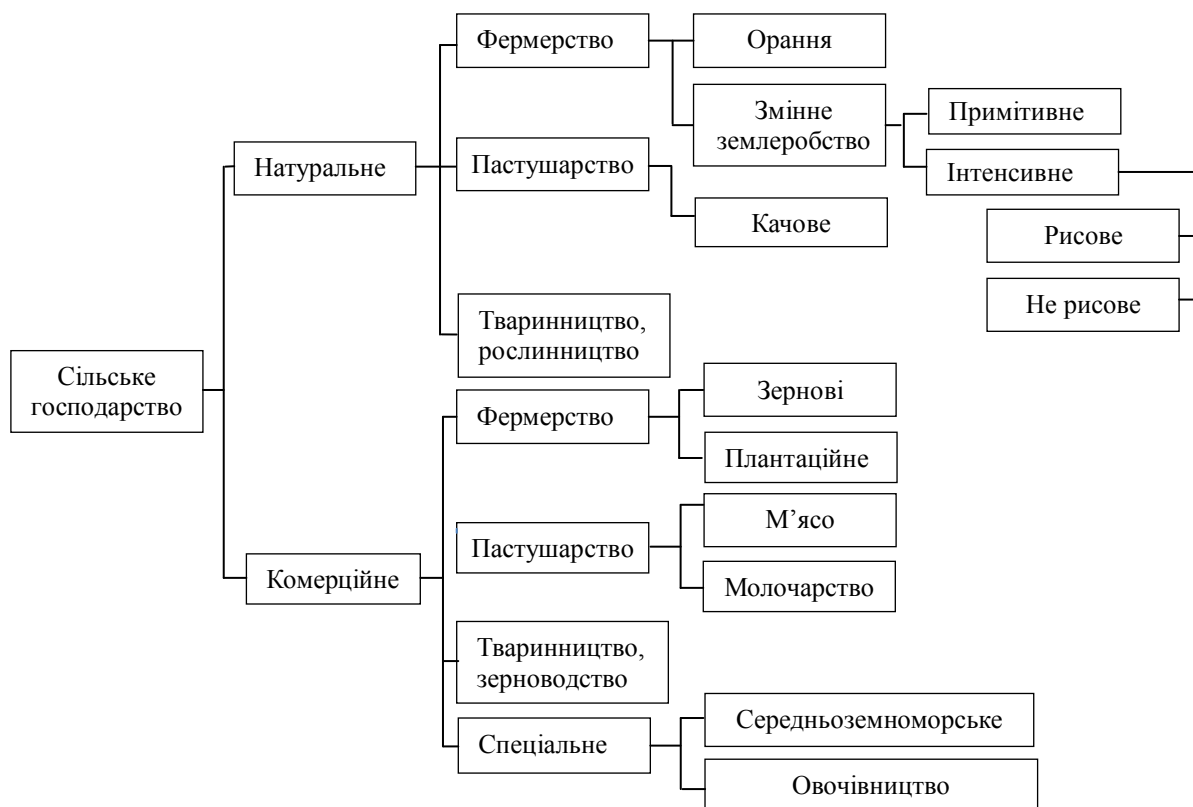 Фермерство
Орання
Змінне
землеробство
Примітивне
Натуральне
Пастушарство
Інтенсивне
Качове
Рисове
Не рисове
Тваринництво,
рослинництво
Сільське
господарство
Фермерство
Зернові
Плантаційне
М’ясо
Пастушарство
Комерційне
Молочарство
Тваринництво,
зерноводство
Середньоземноморське
Спеціальне
Овочівництво